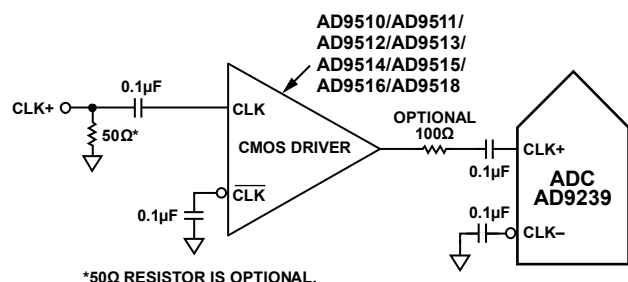 AD9510/AD9511/
AD9512/AD9513/
AD9514/AD9515/
AD9516/AD9518
0.1µF
CLK+
50Ω*
CLK
CMOS DRIVER
CLK
0.1µF
OPTIONAL
100Ω
0.1µF
CLK+
ADC
AD9239
0.1µF
CLK–
*50Ω RESISTOR IS OPTIONAL.